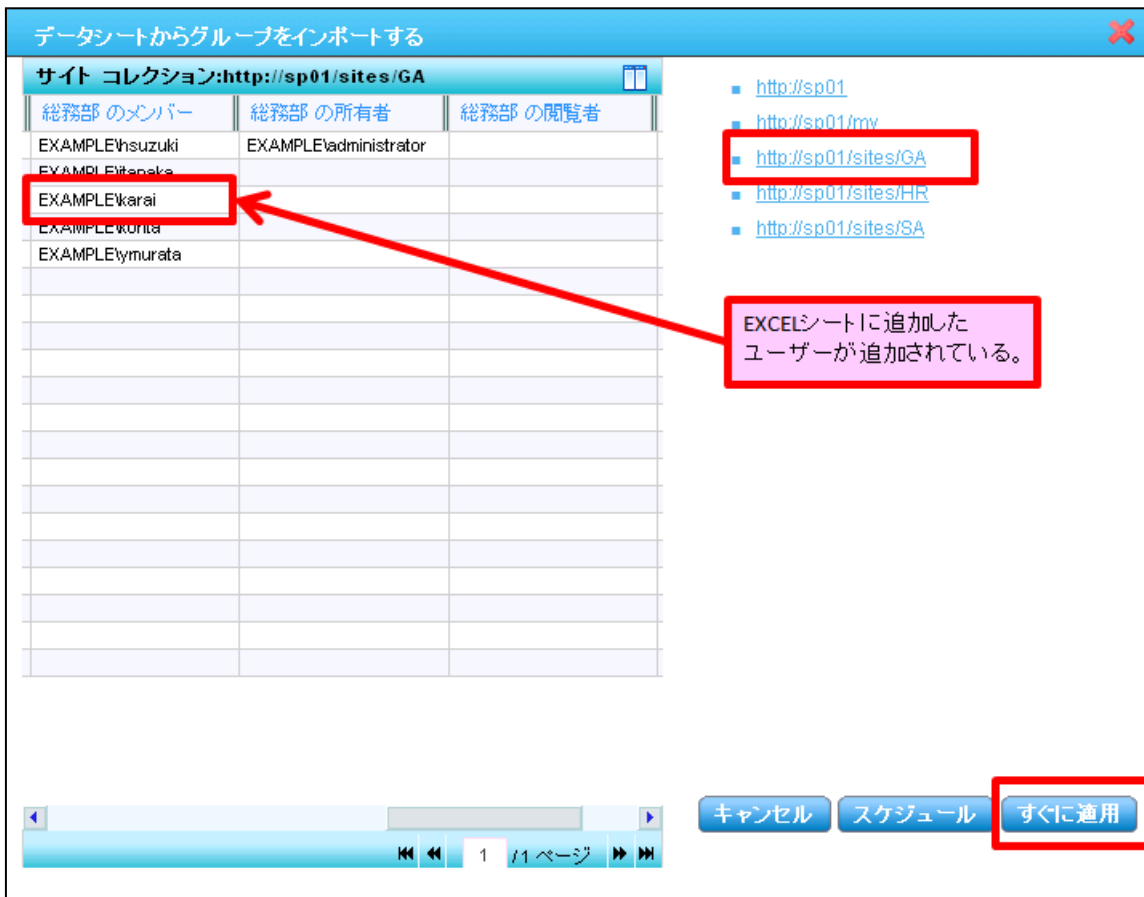 データシートからグループをインポートする
サイト コレクション:http://sp01/sites/GA
総務部 のメンバー 総務部 の所有者 総務部 の閲覧者
EXAMPLE\hsuzuki EXAMPLE\administrator
EXAMPLE\itanaka
EXAMPLE\karai
EXAMPLE\kurita
EXAMPLE\ymurata
http://sp01
http://sp01/my
http://sp01/sites/GA
http://sp01/sites/HR
http://sp01/sites/SA
EXCELシートに追加した
ユーザーが追加されている。
キャンセル スケジュール すぐに適用
1 /1 ページ